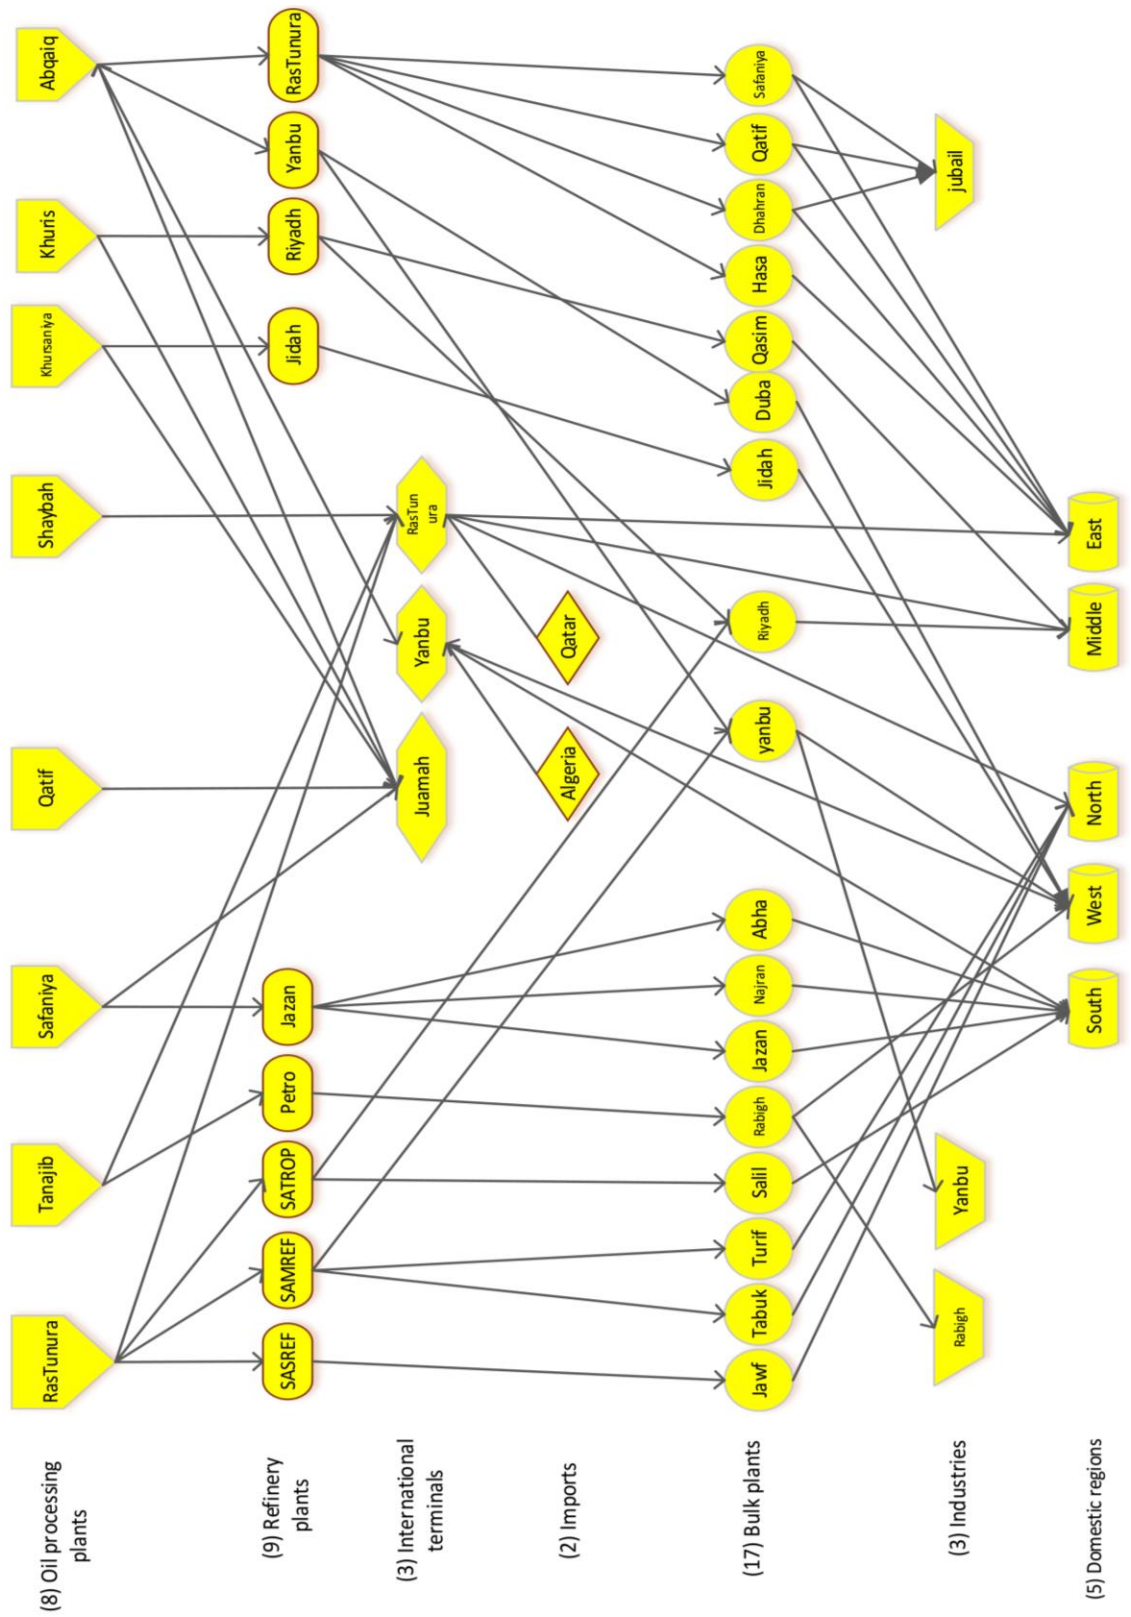 (8) Oil processing
plants
RasTunura
Tanajib
Safaniya
Qatif
Shaybah
Khursaniya
Khuris
Abqaiq
(9) Refinery
plants
SASREF
SAMREF
SATROP
Petro
Jazan
Jidah
Riyadh
Yanbu
RasTunura
(3) International
terminals
Juamah
Yanbu
RasTun
ura
(2) Imports
Algeria
Qatar
(17) Bulk plants
Jawf
Tabuk
Turif
Salil
Rabigh
Jazan
Najran
Abha
yanbu
Riyadh
Jidah
Duba
Qasim
Hasa
Dhahran
Qatif
Safaniya
(3) Industries
Rabigh
Yanbu
jubail
(5) Domestic regions
South
West
North
Middle
East